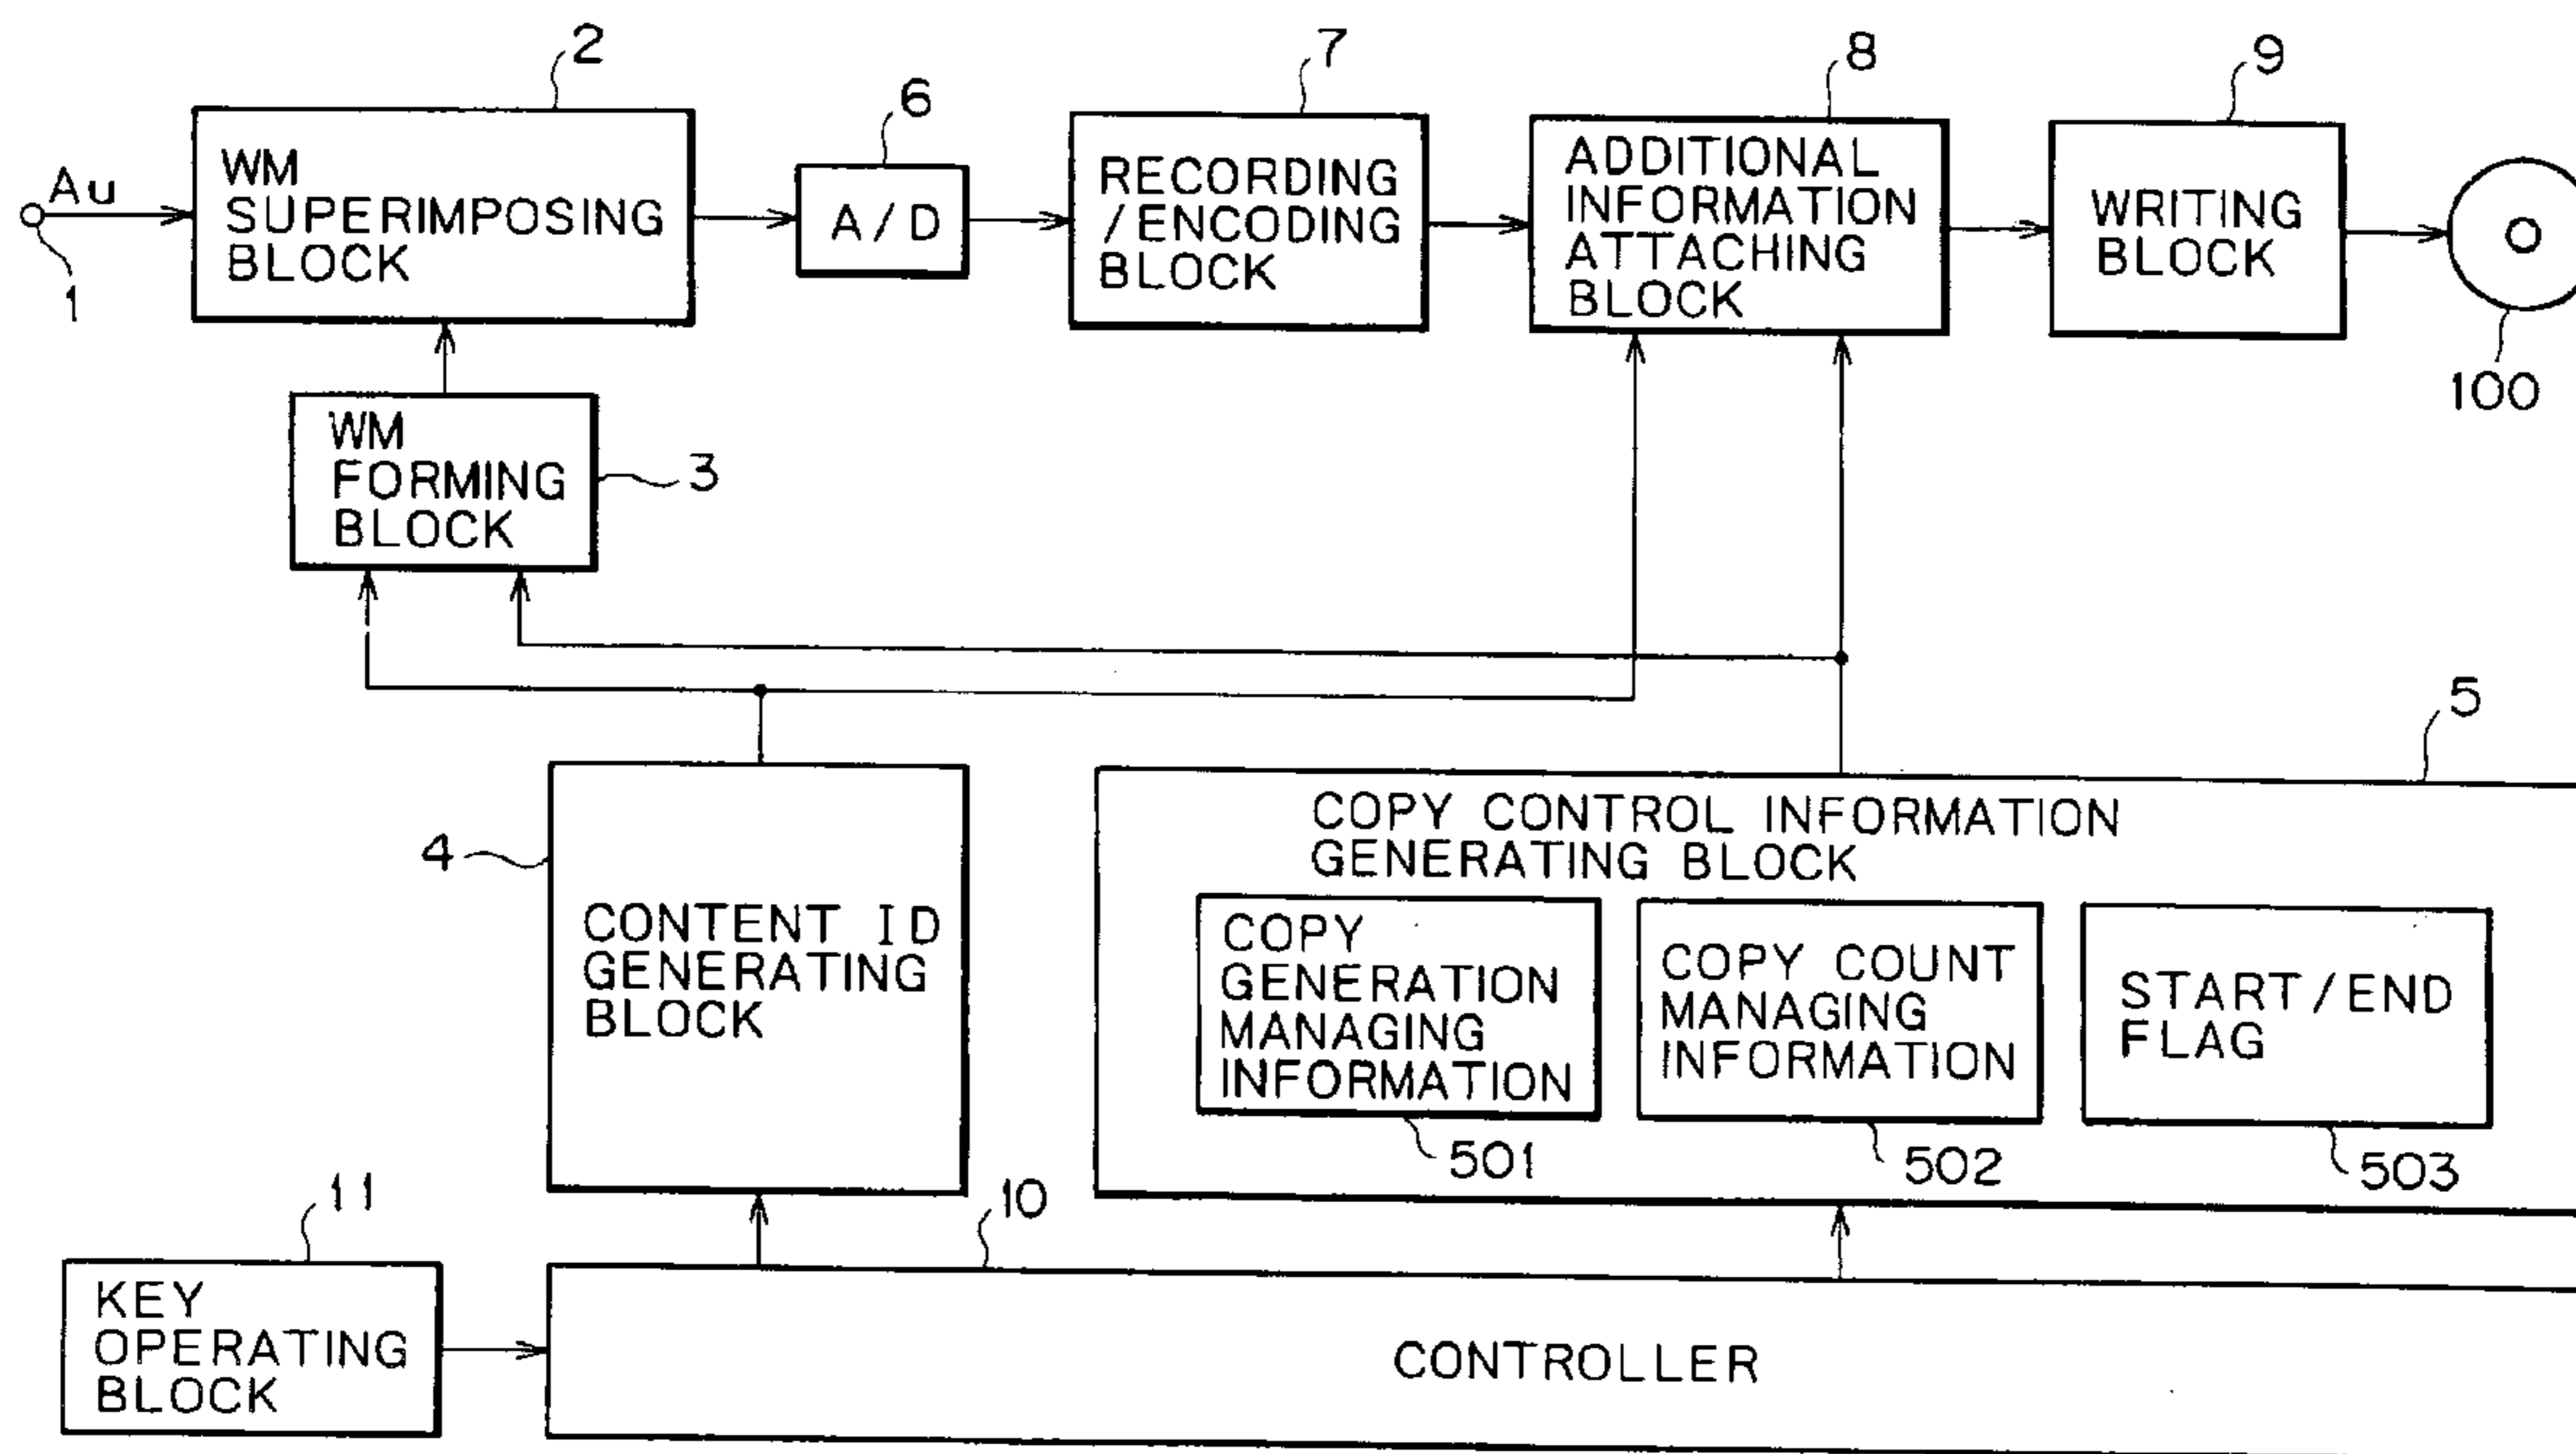 2
7
8
9
6
Au
WM
SUPERIMPOSING
BLOCK
A/D
RECORDING
/ENCODING
BLOCK
ADDITIONAL
INFORMATION
ATTACHING
BLOCK
WRITING
BLOCK
1
100
WM
FORMING
BLOCK
3
5
4
CONTENT ID
GENERATING
BLOCK
COPY CONTROL INFORMATION
GENERATING BLOCK
COPY
GENERATION
MANAGING
INFORMATION
COPY COUNT
MANAGING
INFORMATION
START/END
FLAG
501
502
503
11
10
KEY
OPERATING
BLOCK
CONTROLLER